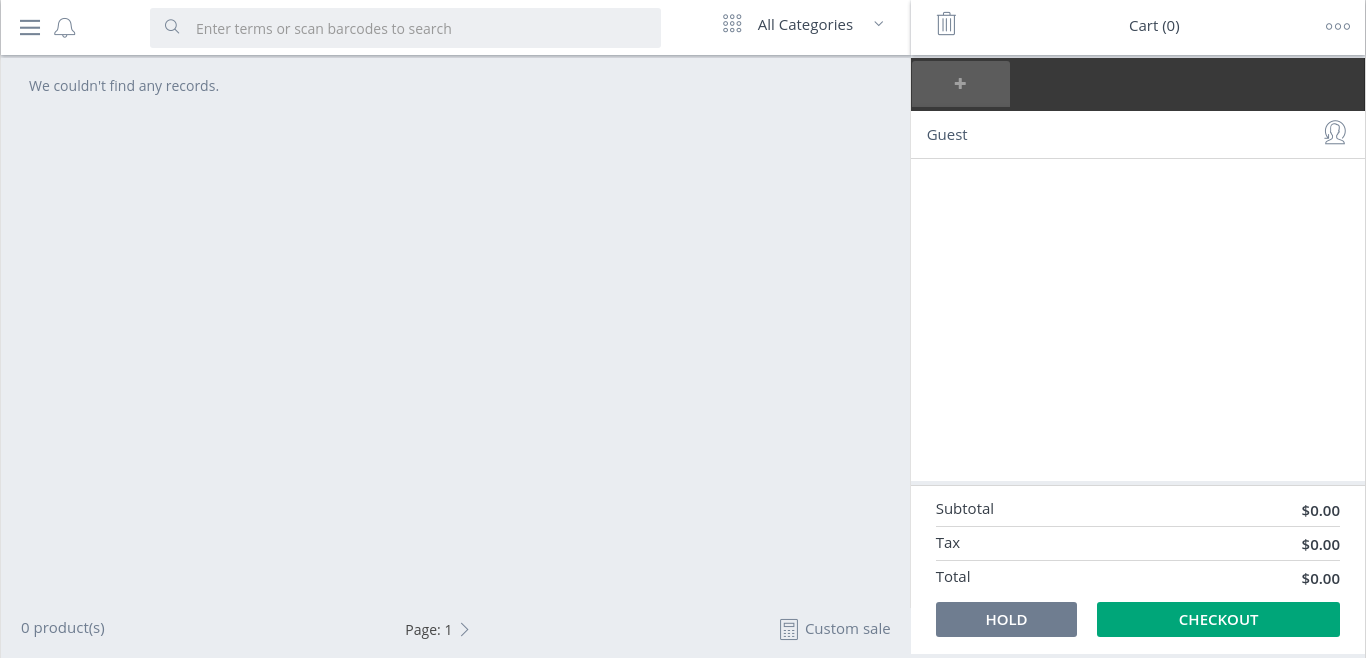 Enter terms or scan barcodes to search
All Categories
Cart (0)
We couldn't find any records.
+
Guest
Subtotal $0.00
Tax $0.00
Total $0.00
HOLD CHECKOUT
0 product(s)
Page: 1
Custom sale